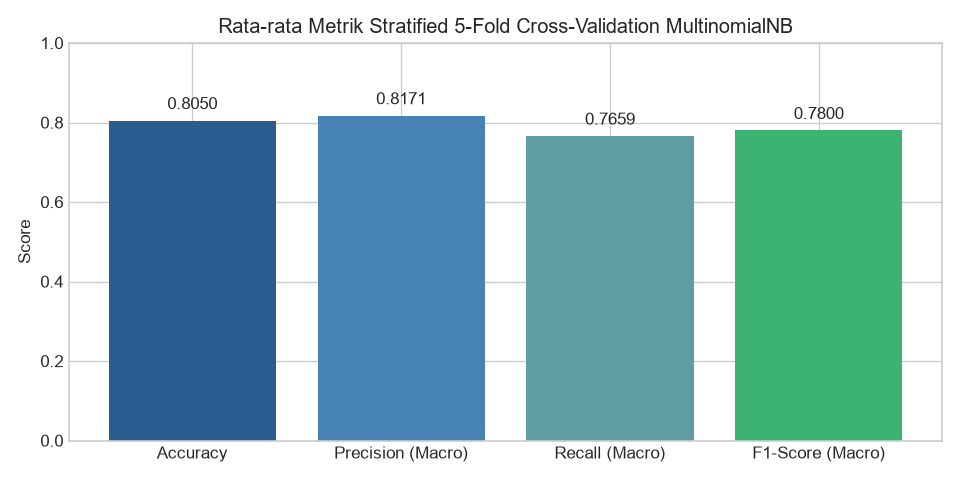 Rata-rata Metrik Stratified 5-Fold Cross-Validation MultinomialNB
1.0
0.8
0.6
0.4
0.2
0.0
Score
0.8050
0.8171
0.7659
0.7800
Accuracy
Precision (Macro)
Recall (Macro)
F1-Score (Macro)